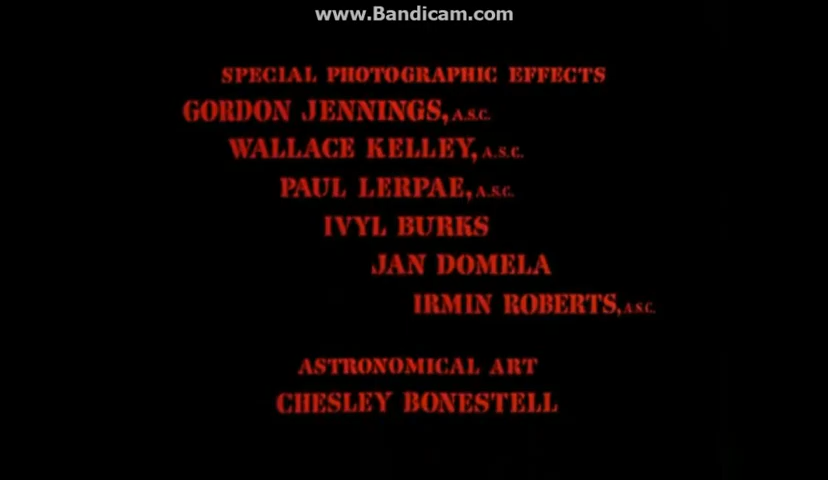 www.Bandicam.com
SPECIAL PHOTOGRAPHIC EFFECTS
GORDON JENNINGS, A.S.C.
WALLACE KELLEY, A.S.C.
PAUL LERPAE, A.S.C.
IVYL BURKS
JAN DOMELA
IRMIN ROBERTS, A.S.C.
ASTRONOMICAL ART
CHESLEY BONESTELL